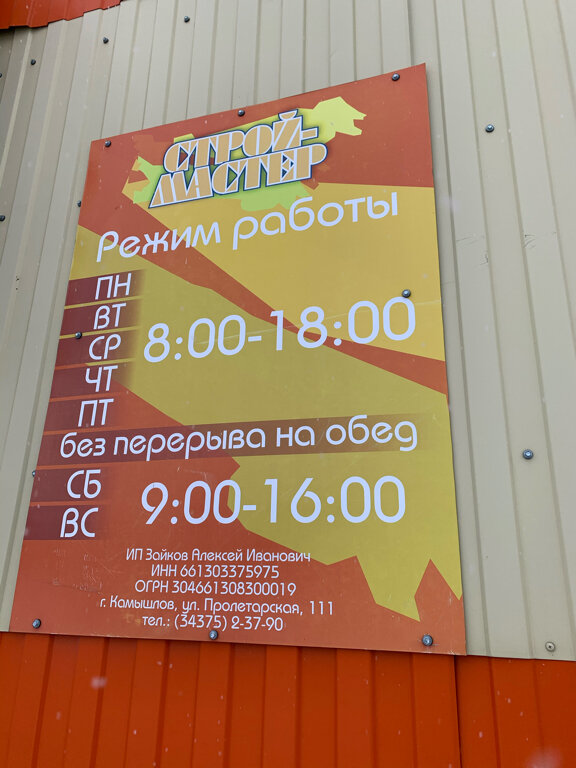 СТРОЙ-
МАСТЕР
Режим работы
ПН
ВТ
СР
ЧТ
ПТ
8:00-18:00
без перерыва на обед
СБ
ВС
9:00-16:00
ИП Зайков Алексей Иванович
ИНН 661303375975
ОГРН 304661308300019
г. Камышлов, ул. Пролетарская, 111
тел.: (34375) 2-37-90